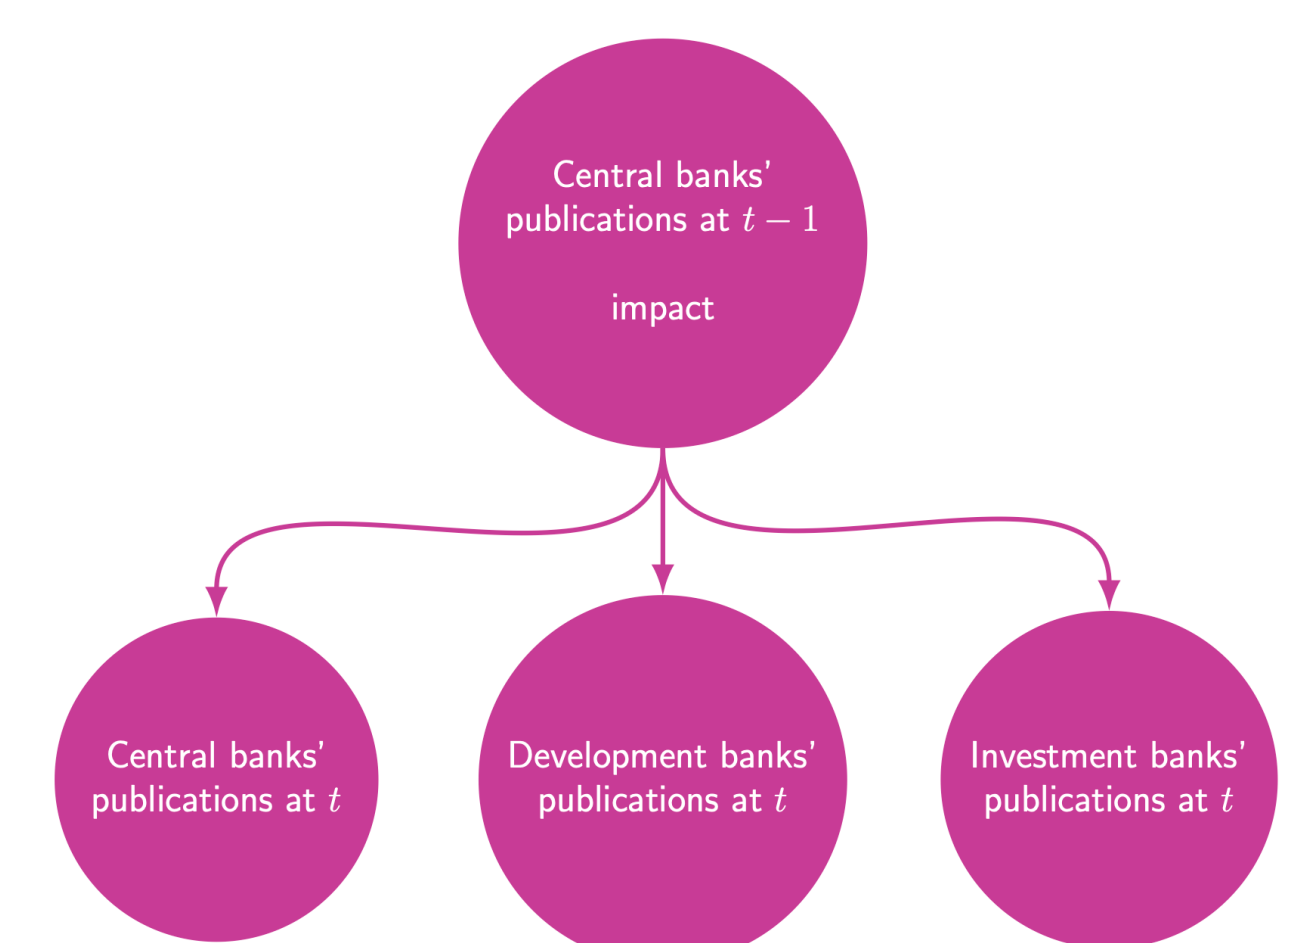 Central banks'
publications at t − 1
impact
Central banks'
publications at t
Development banks'
publications at t
Investment banks'
publications at t